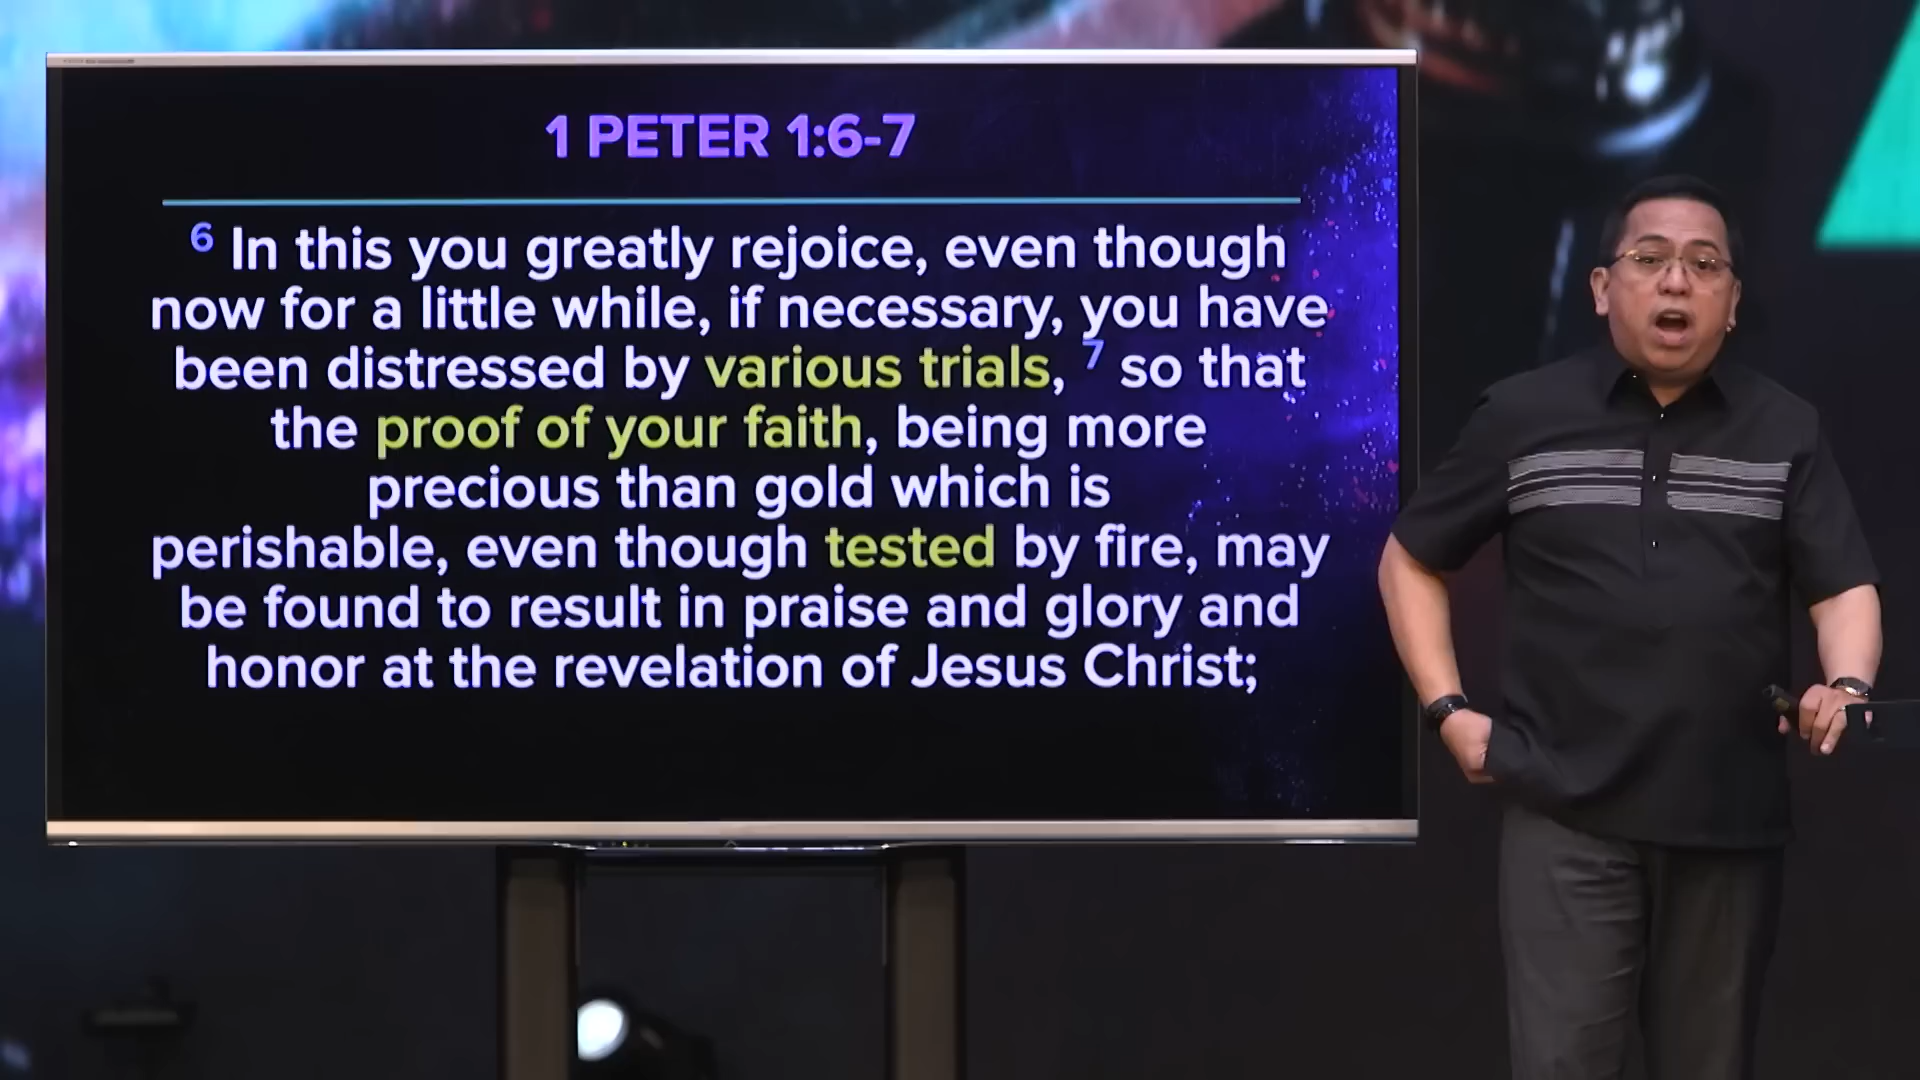 1 PETER 1:6-7
6 In this you greatly rejoice, even though
now for a little while, if necessary, you have
been distressed by various trials, 7 so that
the proof of your faith, being more
precious than gold which is
perishable, even though tested by fire, may
be found to result in praise and glory and
honor at the revelation of Jesus Christ;